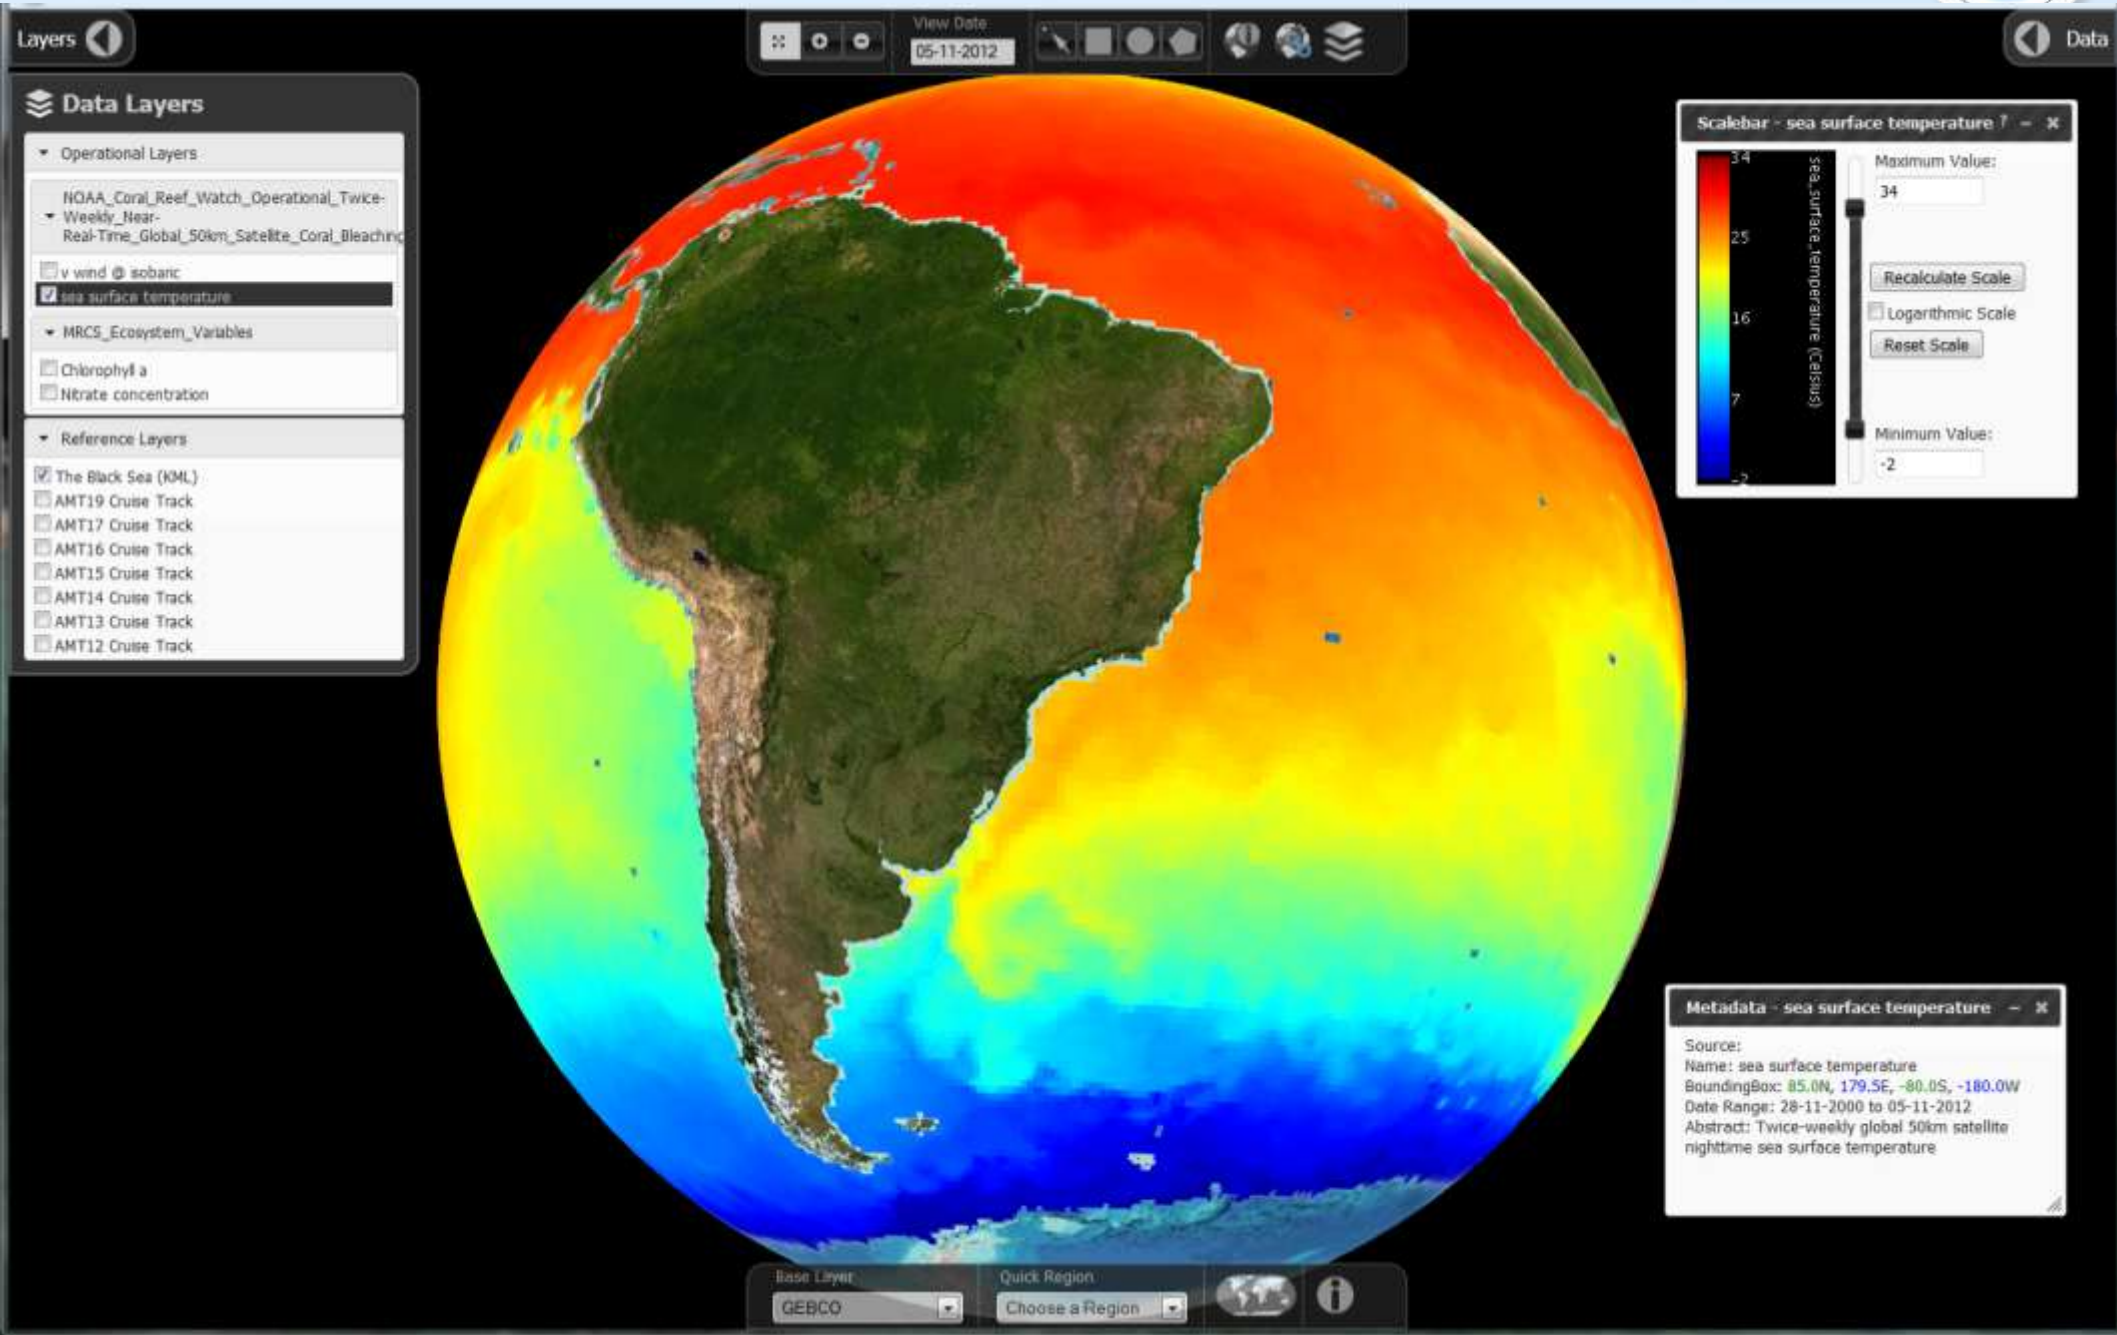 Layers
View Date
05-11-2012
Data
Data Layers
Operational Layers
NOAA_Coral_Reef_Watch_Operational_Twice-
Weekly_Near-
Real-Time_Global_50km_Satellite_Coral_Bleaching
v wind @ isobaric
sea surface temperature
MRCS_Ecosystem_Variables
Chlorophyll a
Nitrate concentration
Reference Layers
The Black Sea (KML)
AMT19 Cruise Track
AMT17 Cruise Track
AMT16 Cruise Track
AMT15 Cruise Track
AMT14 Cruise Track
AMT13 Cruise Track
AMT12 Cruise Track
Scalebar - sea surface temperature ?
34
25
16
7
-2
sea_surface_temperature (Celsius)
Maximum Value:
34
Recalculate Scale
Logarithmic Scale
Reset Scale
Minimum Value:
-2
Metadata - sea surface temperature
Source:
Name: sea surface temperature
BoundingBox: 85.0N, 179.5E, -80.0S, -180.0W
Date Range: 28-11-2000 to 05-11-2012
Abstract: Twice-weekly global 50km satellite
nighttime sea surface temperature
Base Layer
GEBCO
Quick Region
Choose a Region